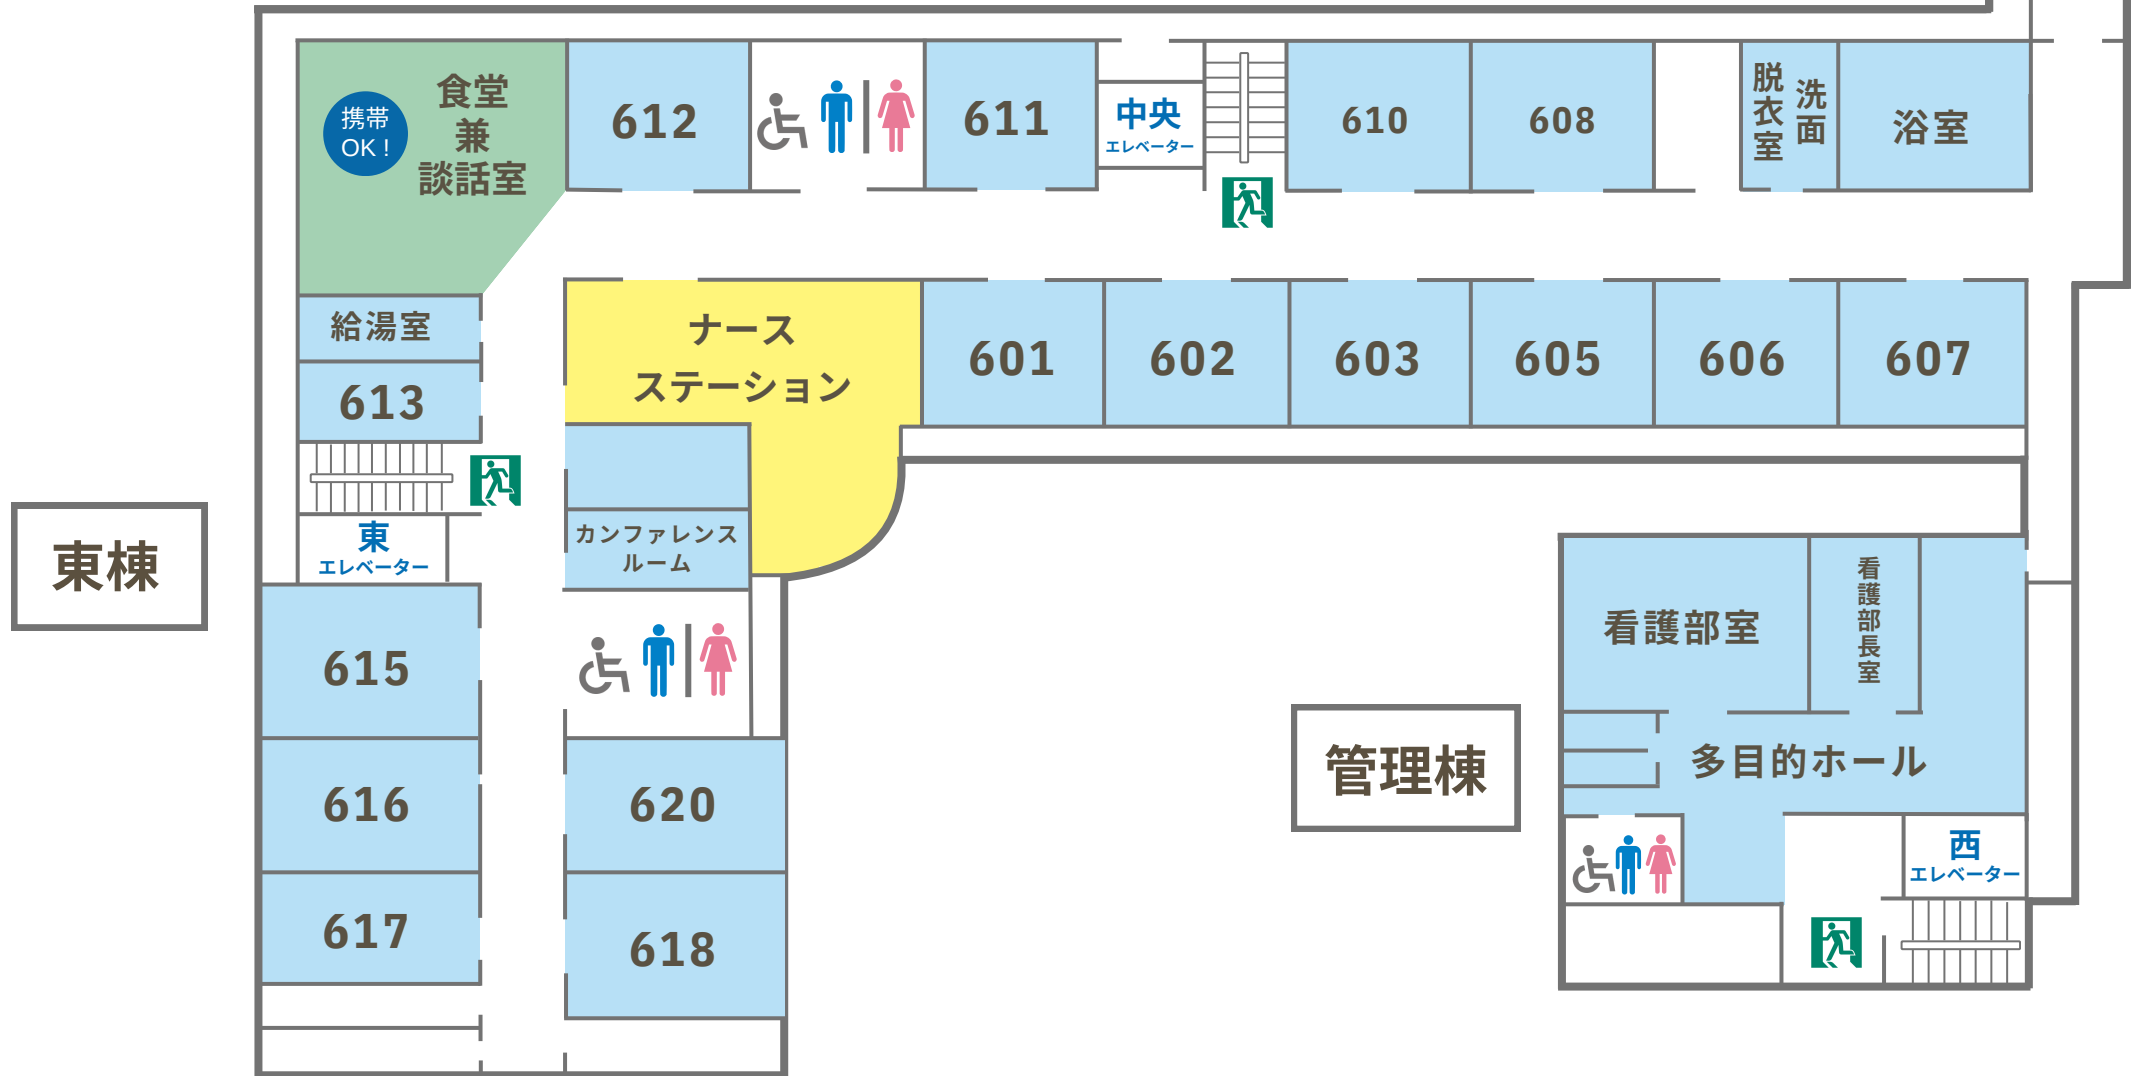 食堂
兼
談話室
携帯
OK !
612
611
中央
エレベーター
610
608
脱衣室
洗面
浴室
給湯室
613
ナース
ステーション
601
602
603
605
606
607
東棟
東
エレベーター
カンファレンス
ルーム
615
616
617
620
618
管理棟
看護部室
看護部長室
多目的ホール
西
エレベーター